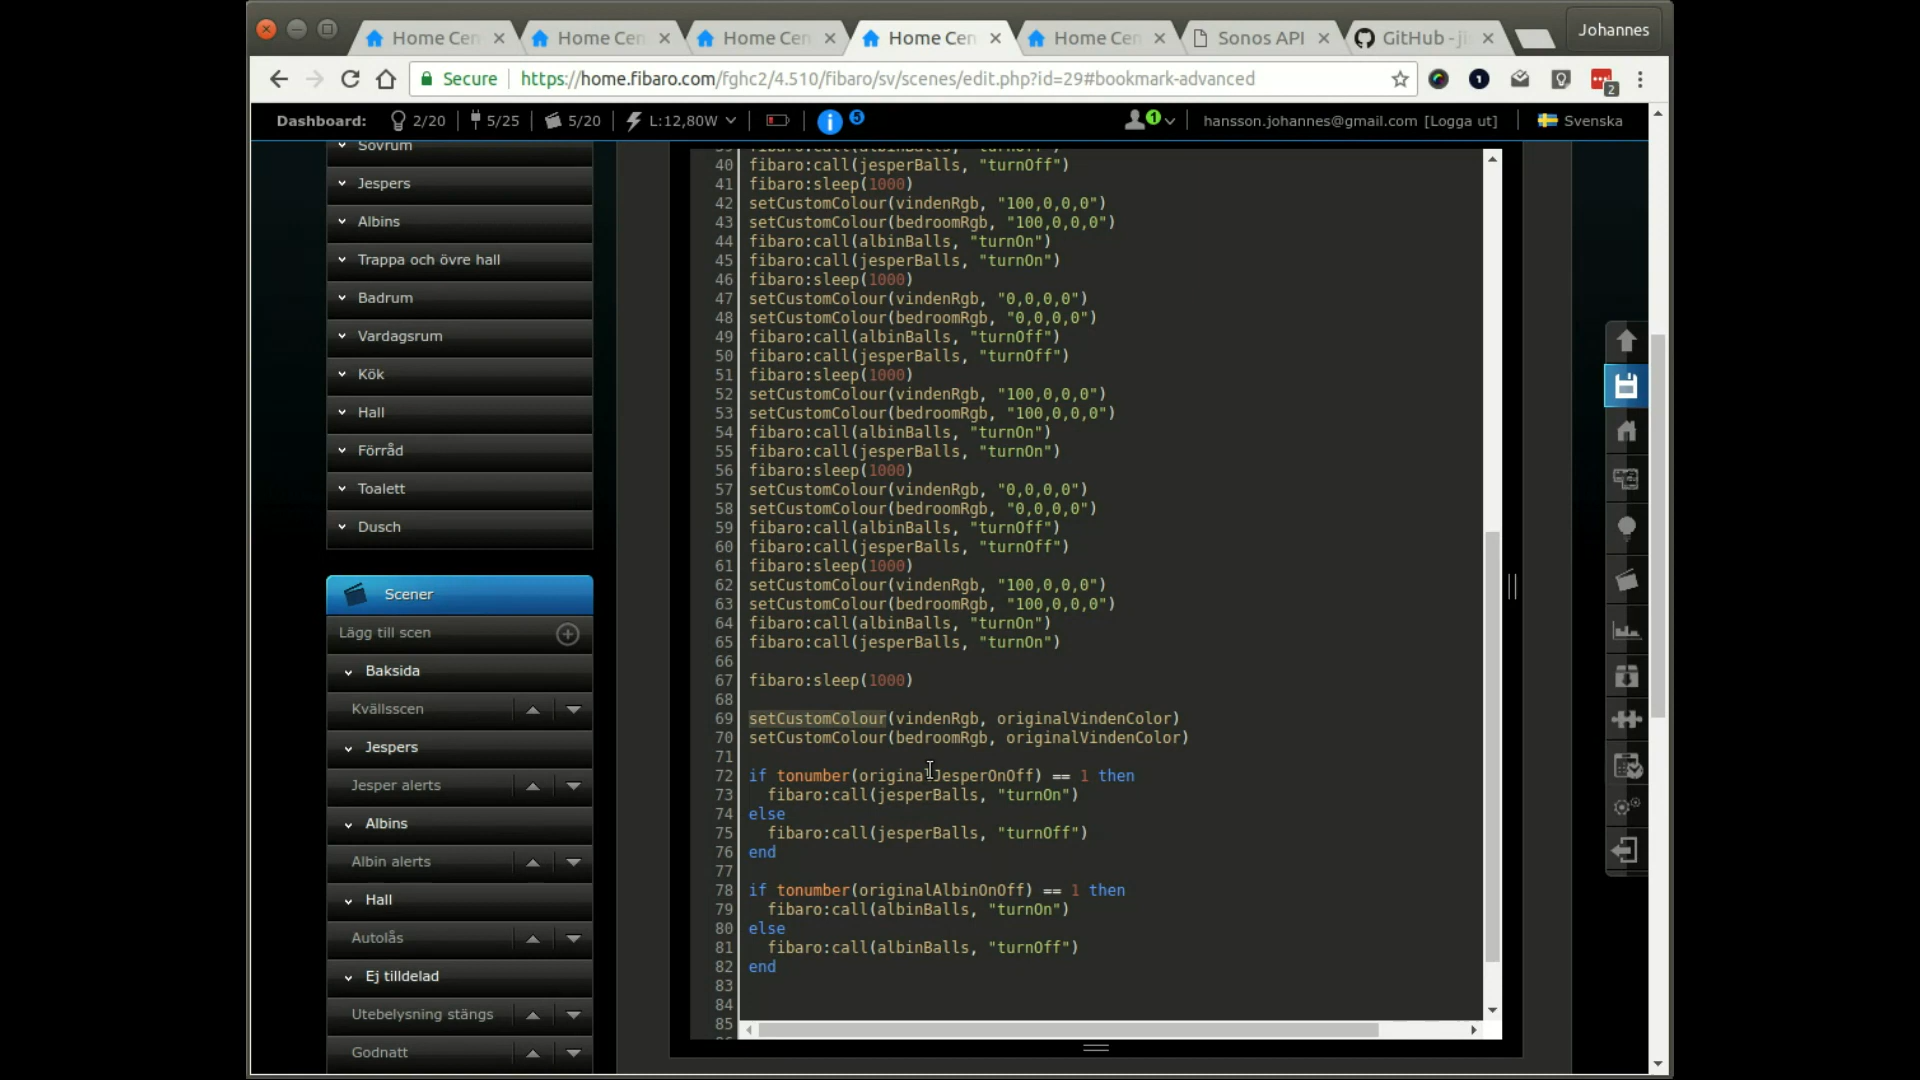 Home Cen
Home Cen
Home Cen
Home Cen
Home Cen
Sonos API
GitHub - ji
Johannes
Secure
https://home.fibaro.com/fghc2/4.510/fibaro/sv/scenes/edit.php?id=29#bookmark-advanced
1
2
Dashboard:
2/20
5/25
5/20
L:12,80W
5
1
hansson.johannes@gmail.com [Logga ut]
Svenska
Sovrum
Jespers
Albins
Trappa och övre hall
Badrum
Vardagsrum
Kök
Hall
Förråd
Toalett
Dusch
Scener
Lägg till scen
Baksida
Kvällsscen
Jespers
Jesper alerts
Albins
Albin alerts
Hall
Autolås
Ej tilldelad
Utebelysning stängs
Godnatt
39 fibaro:call(albinBalls, "turnOff")
40 fibaro:call(jesperBalls, "turnOff")
41 fibaro:sleep(1000)
42 setCustomColour(vindenRgb, "100,0,0,0")
43 setCustomColour(bedroomRgb, "100,0,0,0")
44 fibaro:call(albinBalls, "turnOn")
45 fibaro:call(jesperBalls, "turnOn")
46 fibaro:sleep(1000)
47 setCustomColour(vindenRgb, "0,0,0,0")
48 setCustomColour(bedroomRgb, "0,0,0,0")
49 fibaro:call(albinBalls, "turnOff")
50 fibaro:call(jesperBalls, "turnOff")
51 fibaro:sleep(1000)
52 setCustomColour(vindenRgb, "100,0,0,0")
53 setCustomColour(bedroomRgb, "100,0,0,0")
54 fibaro:call(albinBalls, "turnOn")
55 fibaro:call(jesperBalls, "turnOn")
56 fibaro:sleep(1000)
57 setCustomColour(vindenRgb, "0,0,0,0")
58 setCustomColour(bedroomRgb, "0,0,0,0")
59 fibaro:call(albinBalls, "turnOff")
60 fibaro:call(jesperBalls, "turnOff")
61 fibaro:sleep(1000)
62 setCustomColour(vindenRgb, "100,0,0,0")
63 setCustomColour(bedroomRgb, "100,0,0,0")
64 fibaro:call(albinBalls, "turnOn")
65 fibaro:call(jesperBalls, "turnOn")
66
67 fibaro:sleep(1000)
68
69 setCustomColour(vindenRgb, originalVindenColor)
70 setCustomColour(bedroomRgb, originalVindenColor)
71
72 if tonumber(originalJesperOnOff) == 1 then
73 fibaro:call(jesperBalls, "turnOn")
74 else
75 fibaro:call(jesperBalls, "turnOff")
76 end
77
78 if tonumber(originalAlbinOnOff) == 1 then
79 fibaro:call(albinBalls, "turnOn")
80 else
81 fibaro:call(albinBalls, "turnOff")
82 end
83
84
85